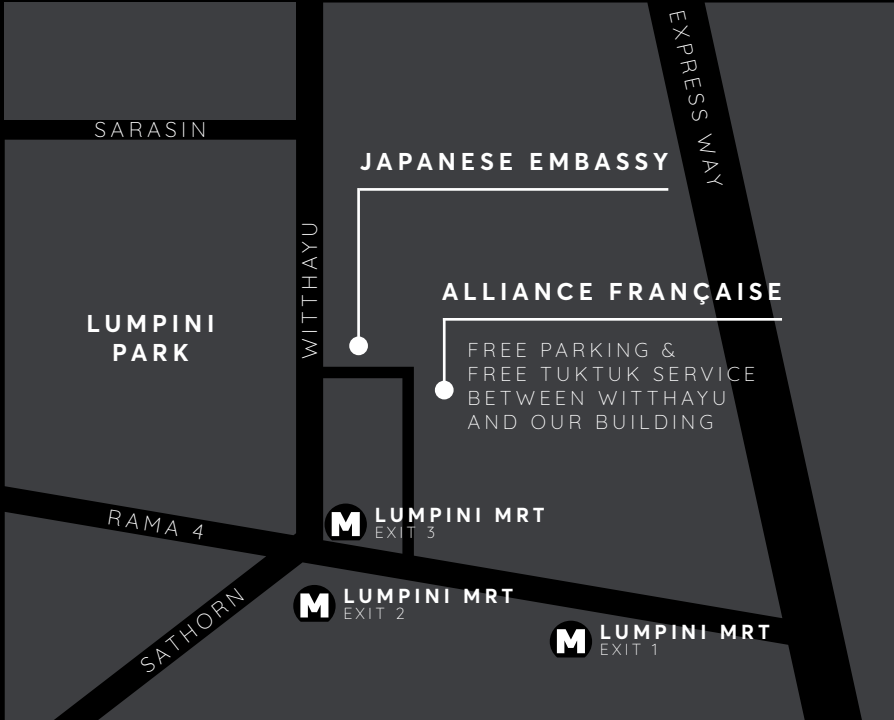 EXPRESS WAY
SARASIN
JAPANESE EMBASSY
WITTHAYU
ALLIANCE FRANÇAISE
LUMPINI
PARK
FREE PARKING &
FREE TUKTUK SERVICE
BETWEEN WITTHAYU
AND OUR BUILDING
RAMA 4
M LUMPINI MRT
EXIT 3
SATHORN
M LUMPINI MRT
EXIT 2
M LUMPINI MRT
EXIT 1